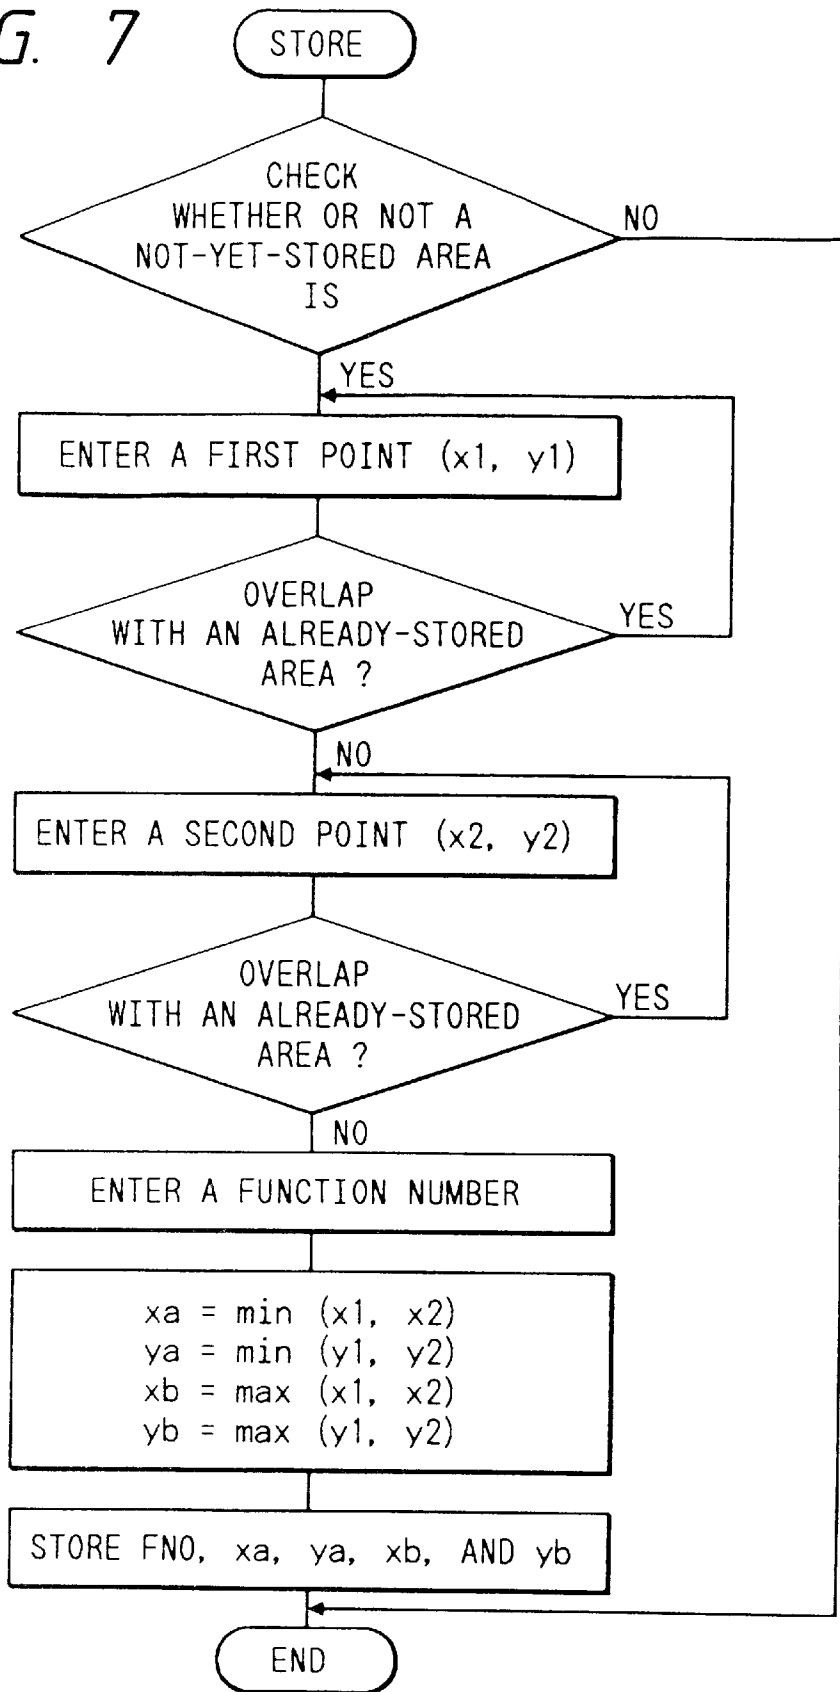 G. 7
STORE
CHECK
WHETHER OR NOT A
NOT-YET-STORED AREA
IS
NO
YES
ENTER A FIRST POINT (x1, y1)
OVERLAP
WITH AN ALREADY-STORED
AREA ?
YES
NO
ENTER A SECOND POINT (x2, y2)
OVERLAP
WITH AN ALREADY-STORED
AREA ?
YES
NO
ENTER A FUNCTION NUMBER
xa = min (x1, x2)
ya = min (y1, y2)
xb = max (x1, x2)
yb = max (y1, y2)
STORE FNO, xa, ya, xb, AND yb
END